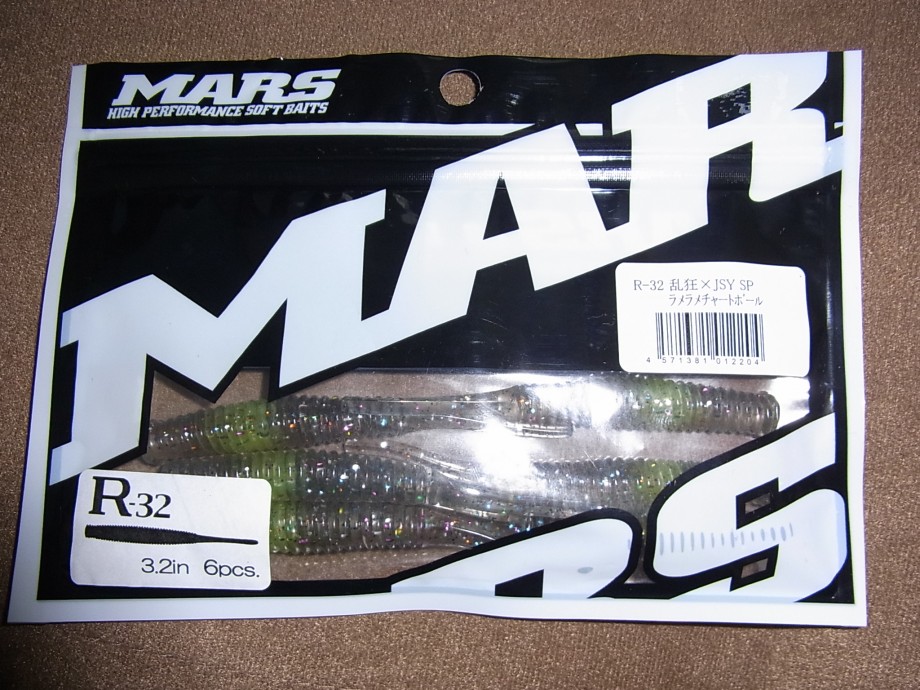 MARS
HIGH PERFORMANCE SOFT BAITS
MAR
R-32 乱狂×JSY SP
ラメラメチャートボール
4 571381 012204
RS
R-32
3.2in 6pcs.